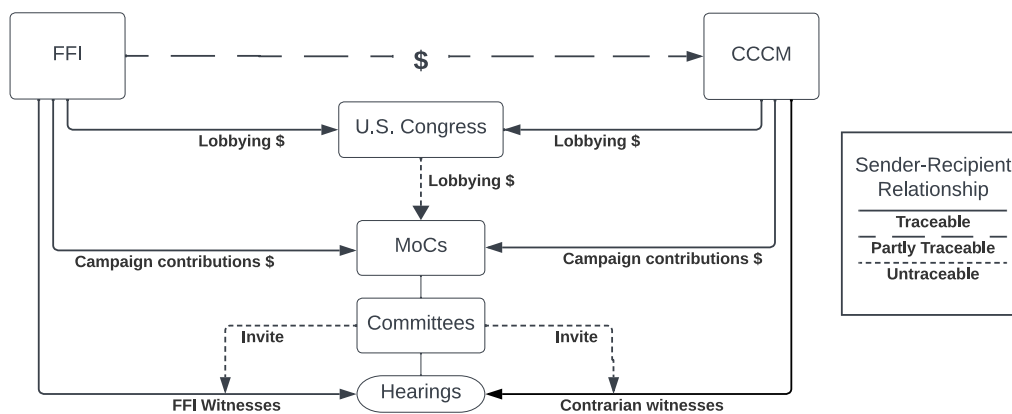 FFI
$
CCCM
U.S. Congress
Lobbying $
Lobbying $
Lobbying $
MoCs
Campaign contributions $
Campaign contributions $
Committees
Invite
Invite
Hearings
FFI Witnesses
Contrarian witnesses
Sender-Recipient
Relationship
Traceable
Partly Traceable
Untraceable